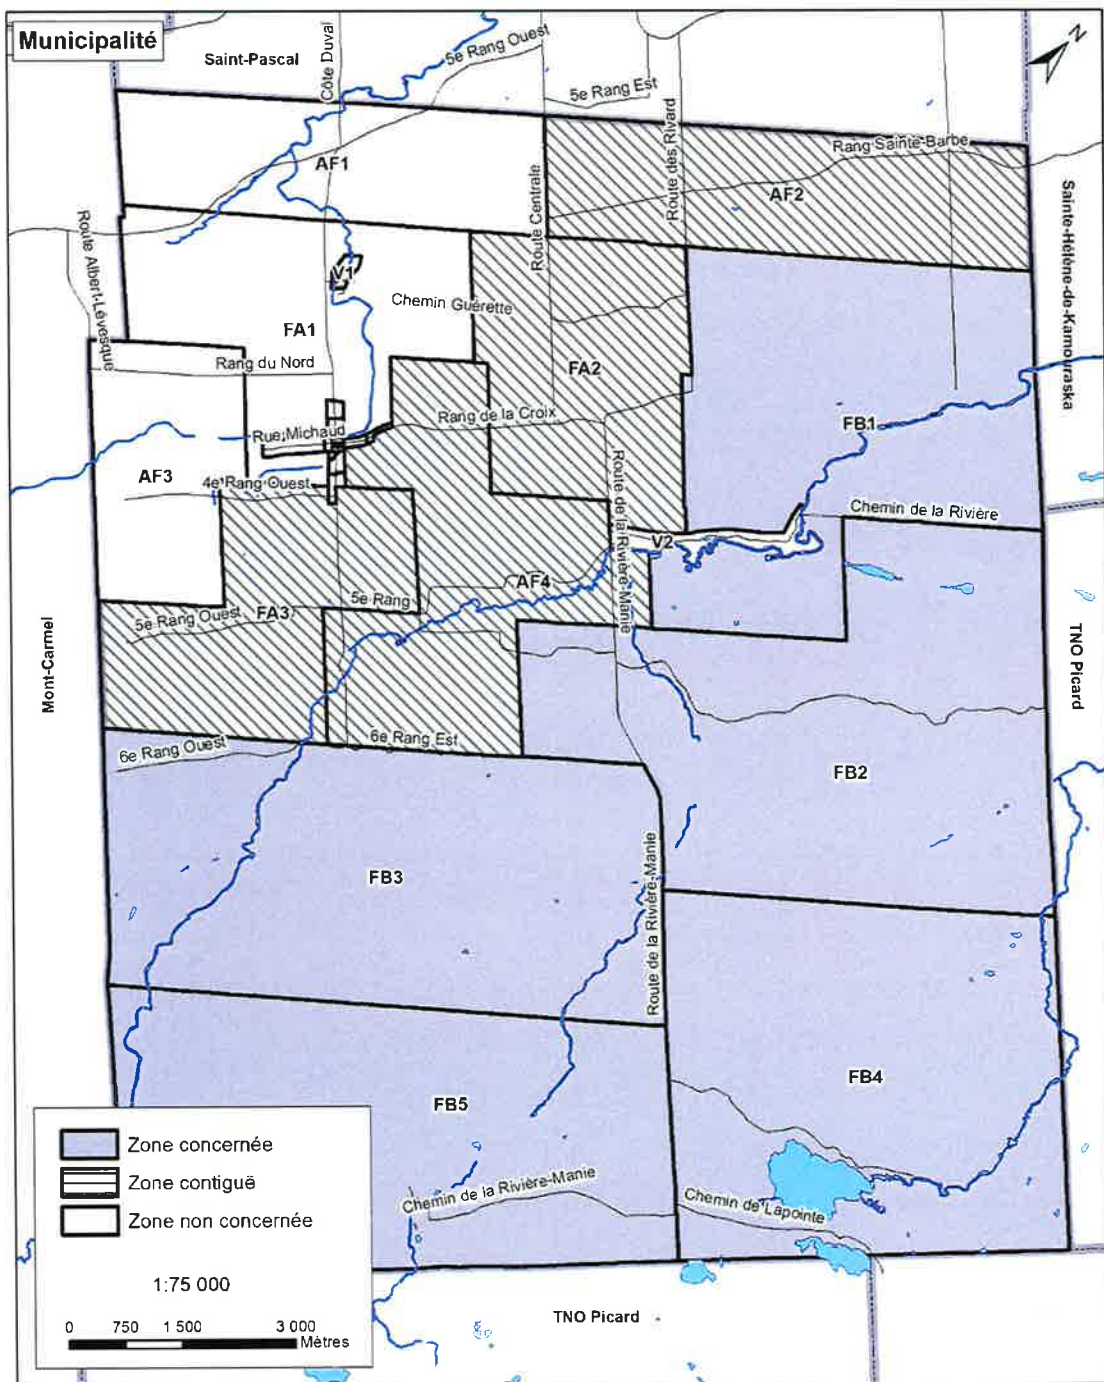 Municipalité
Saint-Pascal
Côte Duval
5e Rang Ouest
5e Rang Est
Route des Rivard
Rang Sainte-Barbe
N
AF1
AF2
Route Centrale
Sainte-Hélène-de-Kamouraska
Route Albert-Lévesque
V1
Chemin Guérette
FA1
Rang du Nord
FA2
Rang de la Croix
Rue Michaud
FB1
AF3
4e Rang Ouest
Route de la Rivière-Manie
Chemin de la Rivière
V2
AF4
5e Rang
5e Rang Ouest
FA3
Mont-Carmel
TNO Picard
6e Rang Ouest
6e Rang Est
FB2
FB3
Route de la Rivière-Manie
FB4
FB5
Chemin de la Rivière-Manie
Chemin de Lapointe
Zone concernée
Zone contiguë
Zone non concernée
1:75 000
0 750 1 500 3 000
Mètres
TNO Picard